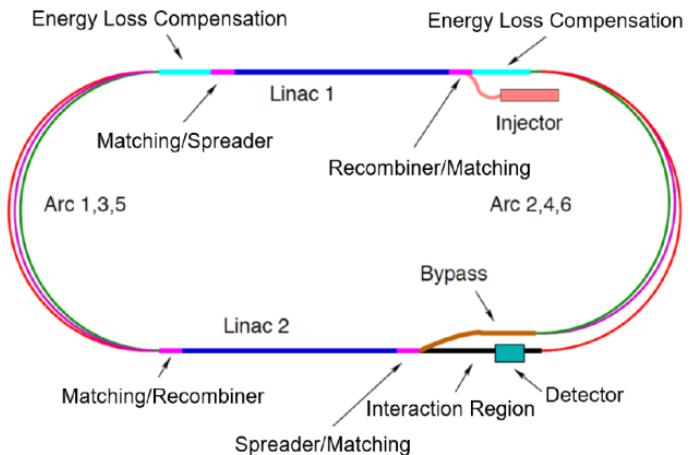 Energy Loss Compensation
Energy Loss Compensation
Linac 1
Injector
Matching/Spreader
Recombiner/Matching
Arc 1,3,5
Arc 2,4,6
Bypass
Linac 2
Matching/Recombiner
Interaction Region
Detector
Spreader/Matching